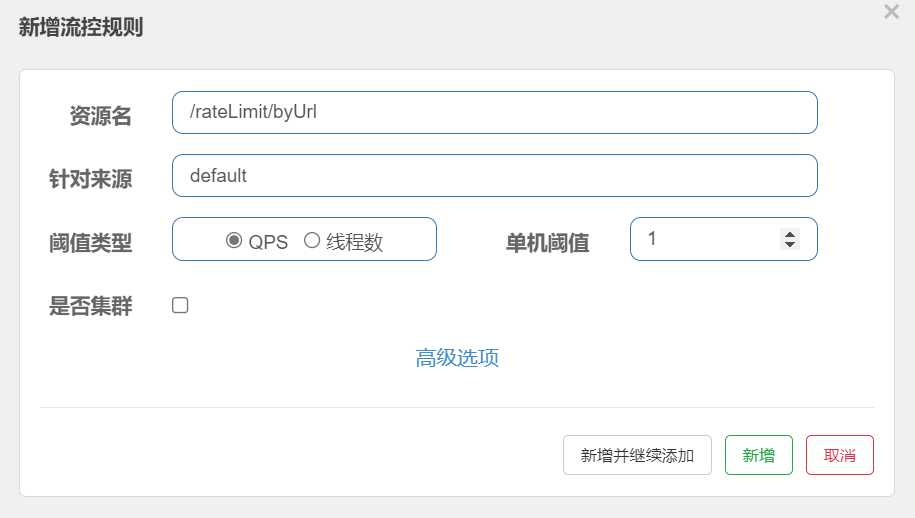 新增流控规则
资源名 /rateLimit/byUrl
针对来源 default
阈值类型 QPS 线程数 单机阈值 1
是否集群
高级选项
新增并继续添加 新增 取消